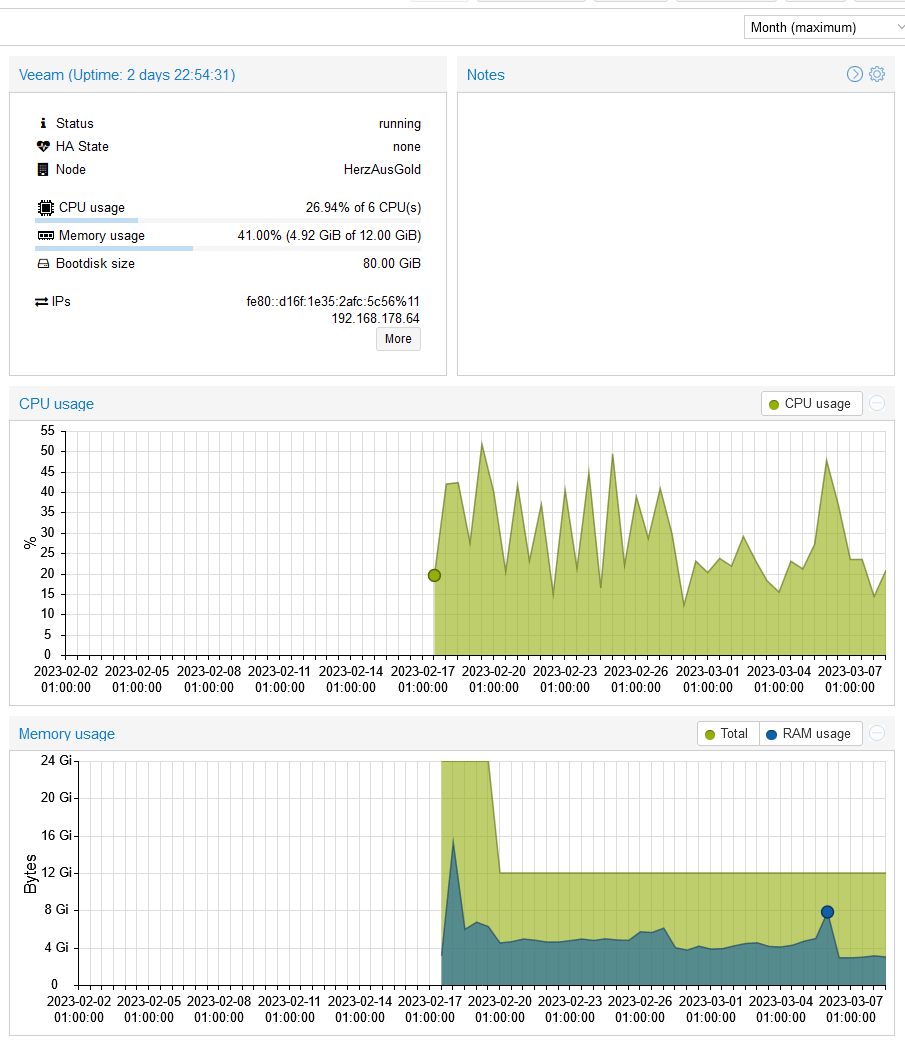 Month (maximum)
Veeam (Uptime: 2 days 22:54:31)
Notes
Status running
HA State none
Node HerzAusGold
CPU usage 26.94% of 6 CPU(s)
Memory usage 41.00% (4.92 GiB of 12.00 GiB)
Bootdisk size 80.00 GiB
IPs fe80::d16f:1e35:2afc:5c56%11
192.168.178.64
More
CPU usage
CPU usage
55
50
45
40
35
30
25
20
15
10
5
0
%
2023-02-02 2023-02-05 2023-02-08 2023-02-11 2023-02-14 2023-02-17 2023-02-20 2023-02-23 2023-02-26 2023-03-01 2023-03-04 2023-03-07
01:00:00 01:00:00 01:00:00 01:00:00 01:00:00 01:00:00 01:00:00 01:00:00 01:00:00 01:00:00 01:00:00 01:00:00
Memory usage
Total RAM usage
24 Gi
20 Gi
16 Gi
12 Gi
8 Gi
4 Gi
0
Bytes
2023-02-02 2023-02-05 2023-02-08 2023-02-11 2023-02-14 2023-02-17 2023-02-20 2023-02-23 2023-02-26 2023-03-01 2023-03-04 2023-03-07
01:00:00 01:00:00 01:00:00 01:00:00 01:00:00 01:00:00 01:00:00 01:00:00 01:00:00 01:00:00 01:00:00 01:00:00